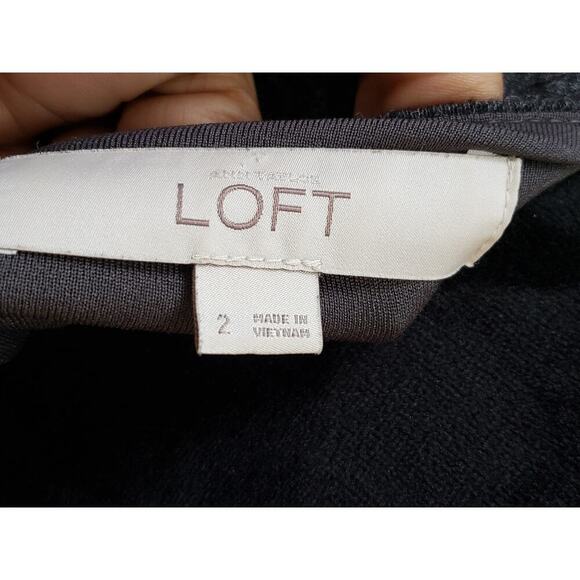 ANN TAYLOR
LOFT
2
MADE IN
VIETNAM